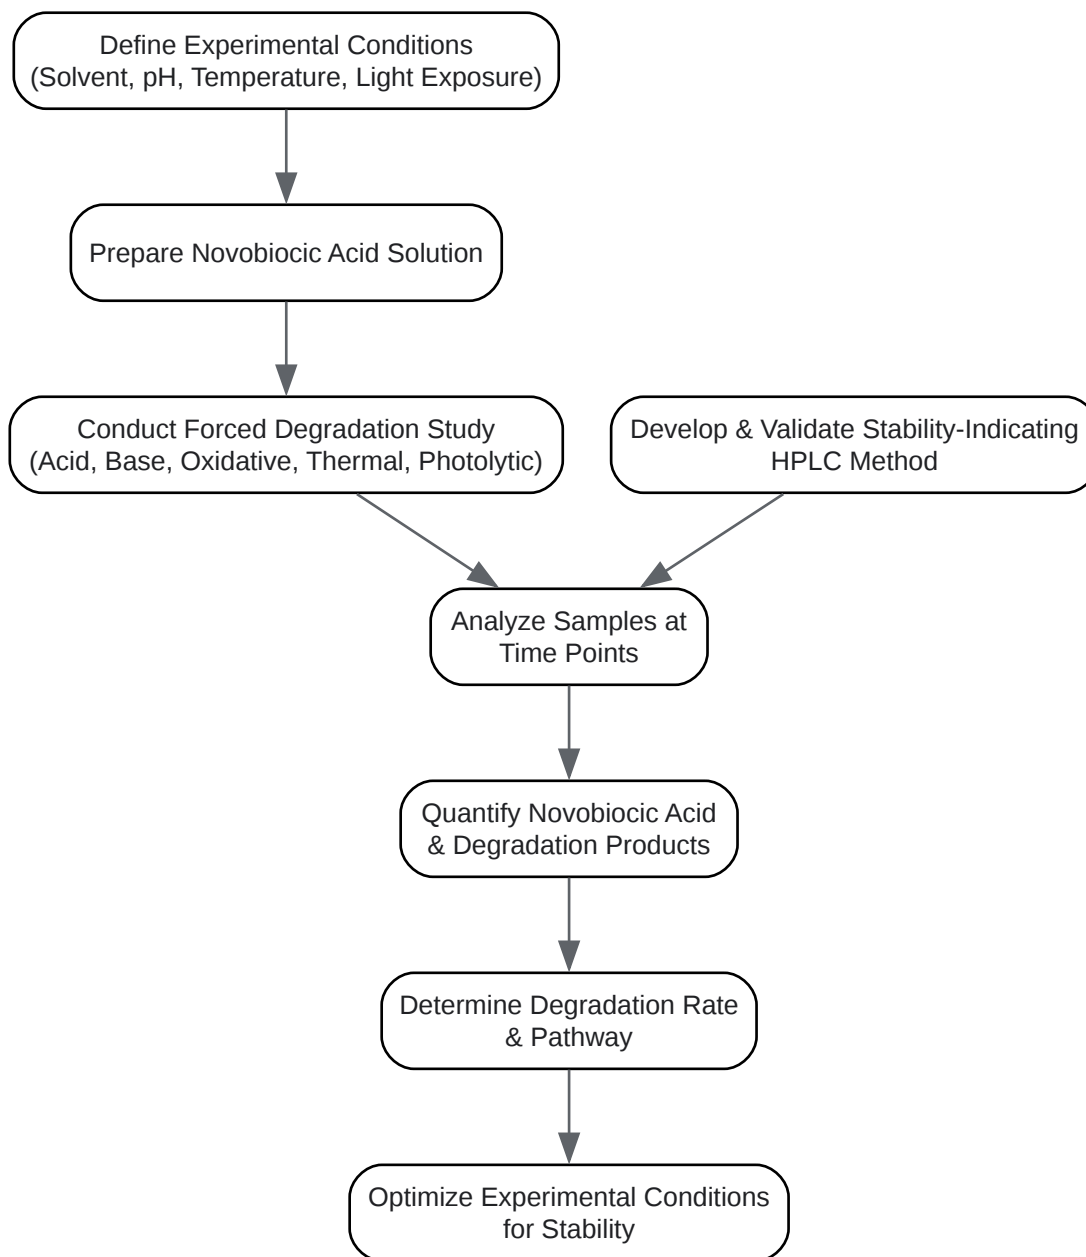 Define Experimental Conditions
(Solvent, pH, Temperature, Light Exposure)
Prepare Novobiocic Acid Solution
Conduct Forced Degradation Study
(Acid, Base, Oxidative, Thermal, Photolytic)
Develop & Validate Stability-Indicating
HPLC Method
Analyze Samples at
Time Points
Quantify Novobiocic Acid
& Degradation Products
Determine Degradation Rate
& Pathway
Optimize Experimental Conditions
for Stability